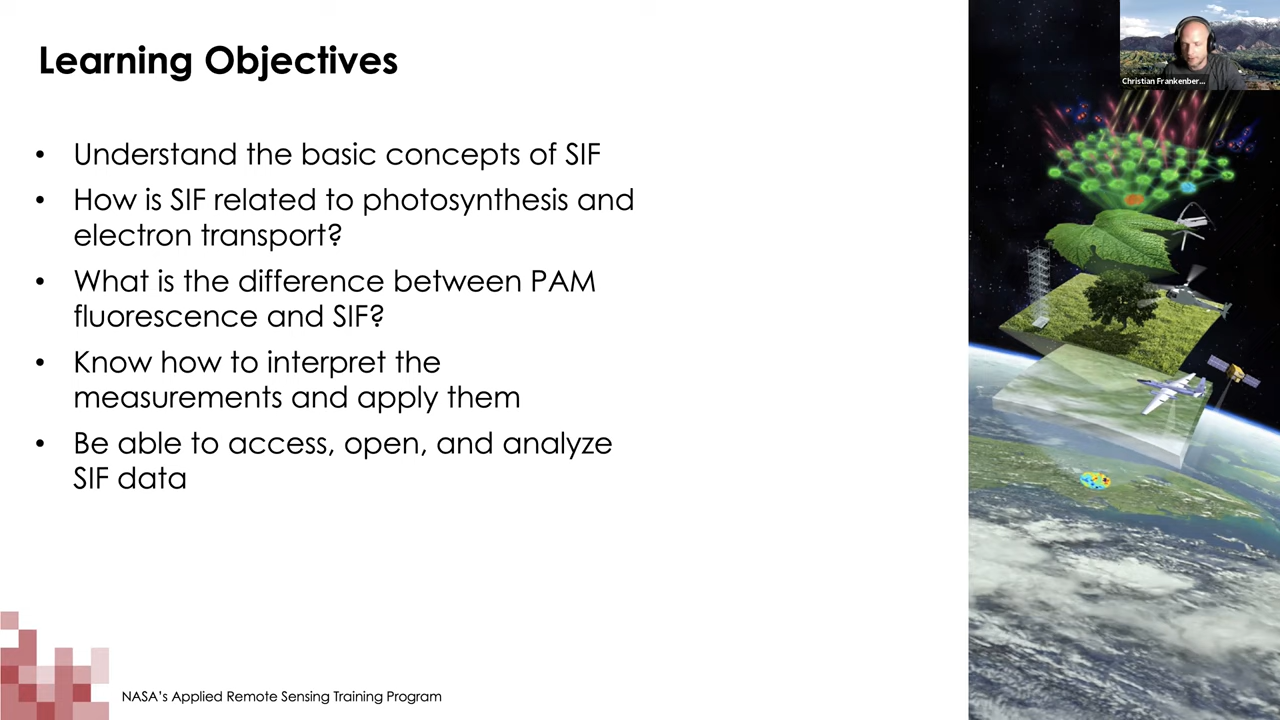 Learning Objectives
Christian Frankenber...
• Understand the basic concepts of SIF
• How is SIF related to photosynthesis and
electron transport?
• What is the difference between PAM
fluorescence and SIF?
• Know how to interpret the
measurements and apply them
• Be able to access, open, and analyze
SIF data
NASA's Applied Remote Sensing Training Program